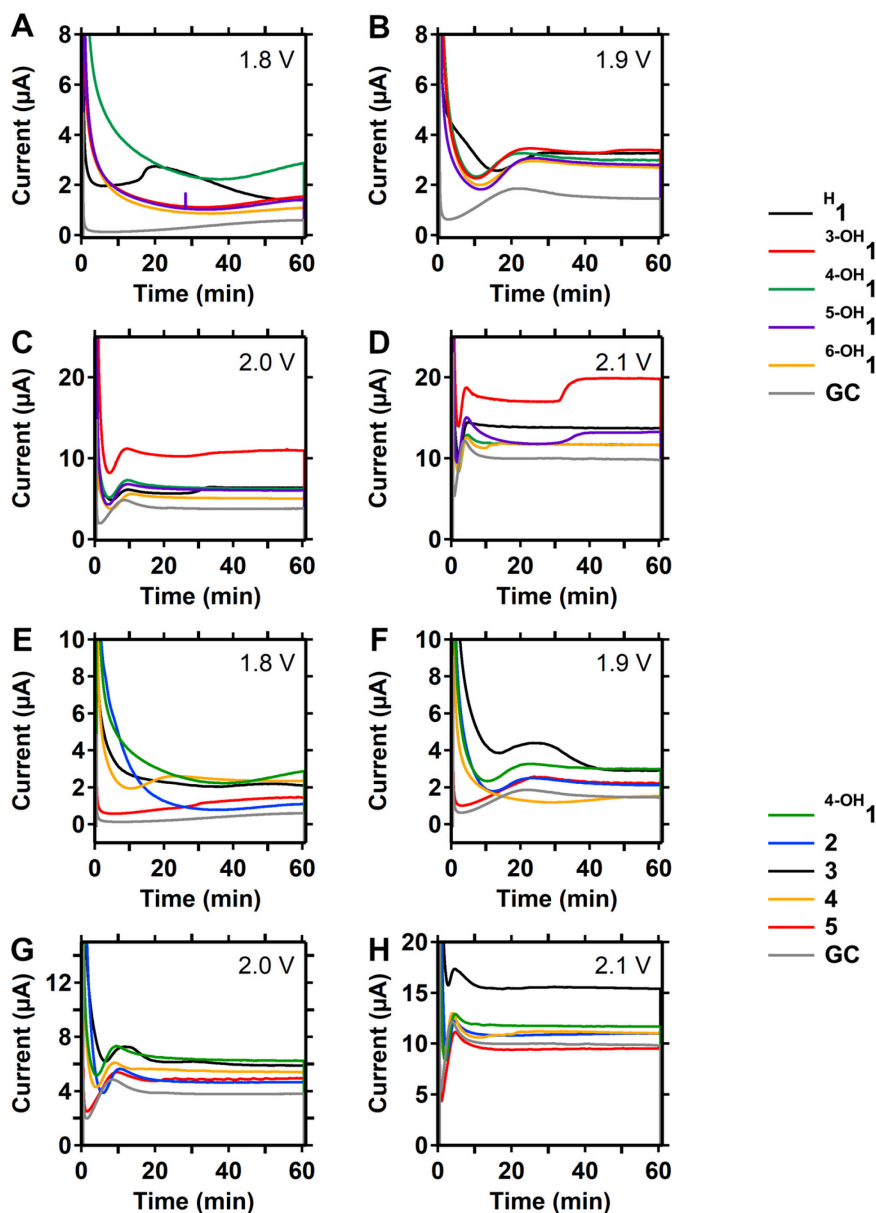 A
1.8 V
Current (µA)
8
6
4
2
0
0 20 40 60
Time (min)
B
1.9 V
Current (µA)
8
6
4
2
0
0 20 40 60
Time (min)
H1
3-OH1
4-OH1
5-OH1
6-OH1
GC
C
2.0 V
Current (µA)
20
10
0
0 20 40 60
Time (min)
D
2.1 V
Current (µA)
20
10
0
0 20 40 60
Time (min)
E
1.8 V
Current (µA)
10
8
6
4
2
0
0 20 40 60
Time (min)
F
1.9 V
Current (µA)
10
8
6
4
2
0
0 20 40 60
Time (min)
4-OH1
2
3
4
5
GC
G
2.0 V
Current (µA)
12
8
4
0
0 20 40 60
Time (min)
H
2.1 V
Current (µA)
20
15
10
5
0
0 20 40 60
Time (min)